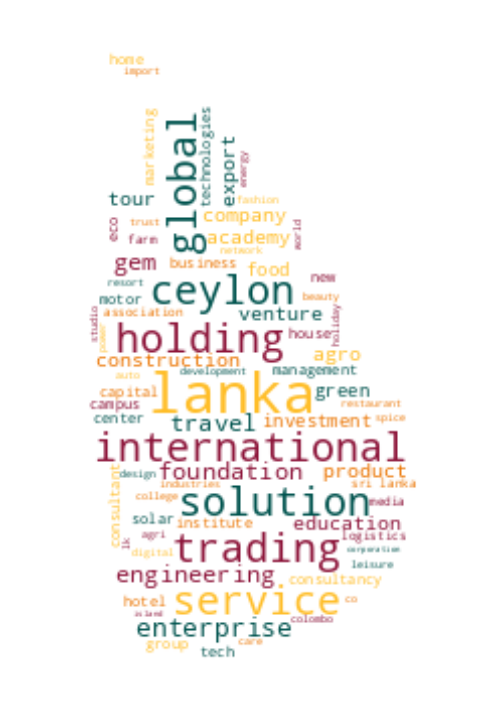 home
import
marketing
global
technologies
export
energy
tour
fashion
eco
trust
company
world
farm
academy
network
gem
business
food
new
resort
motor
ceylon
beauty
association
venture
holiday
studio
power
holding
house
construction
agro
auto
development
management
capital
lanka
green
campus
restaurant
center
travel
investment
spice
international
design
foundation
product
industries
sri lanka
consultant
college
solution
media
solar
institute
education
lk
agri
trading
logistics
digital
corporation
leisure
engineering
consultancy
hotel
service
co
island
colombo
enterprise
group
care
tech